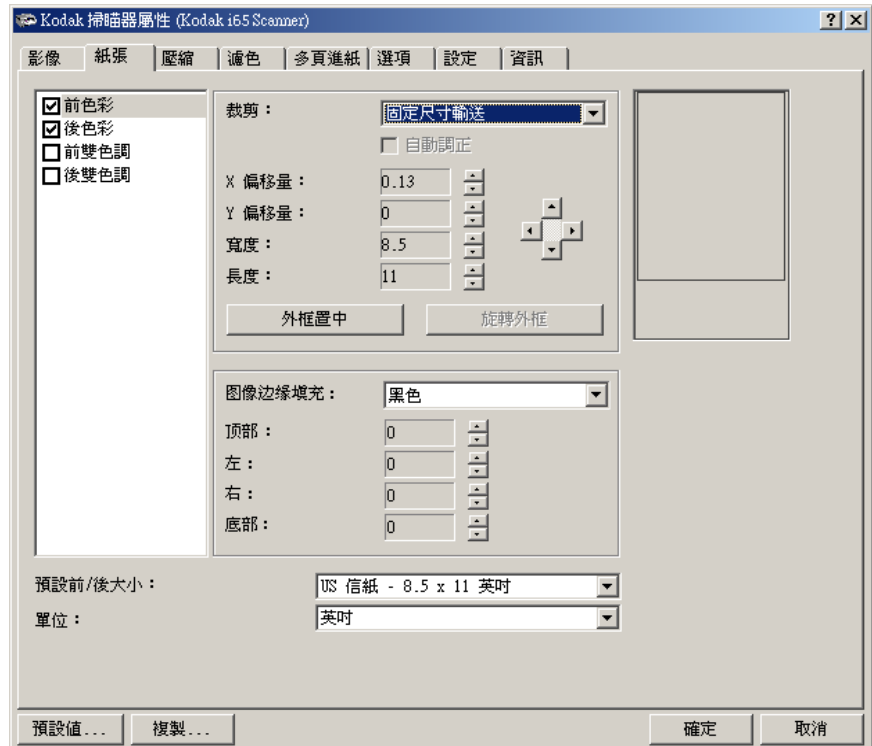 Kodak 掃瞄器屬性 (Kodak i65 Scanner)
影像 紙張 壓縮 濾色 多頁進紙 選項 設定 資訊
前色彩
後色彩
前雙色調
後雙色調
裁剪： 固定尺寸輸送
自動調正
X 偏移量： 0.13
Y 偏移量： 0
寬度： 8.5
長度： 11
外框置中 旋轉外框
图像边缘填充： 黑色
顶部： 0
左： 0
右： 0
底部： 0
預設前/後大小： US 信紙 - 8.5 x 11 英吋
單位： 英吋
預設值... 複製... 確定 取消